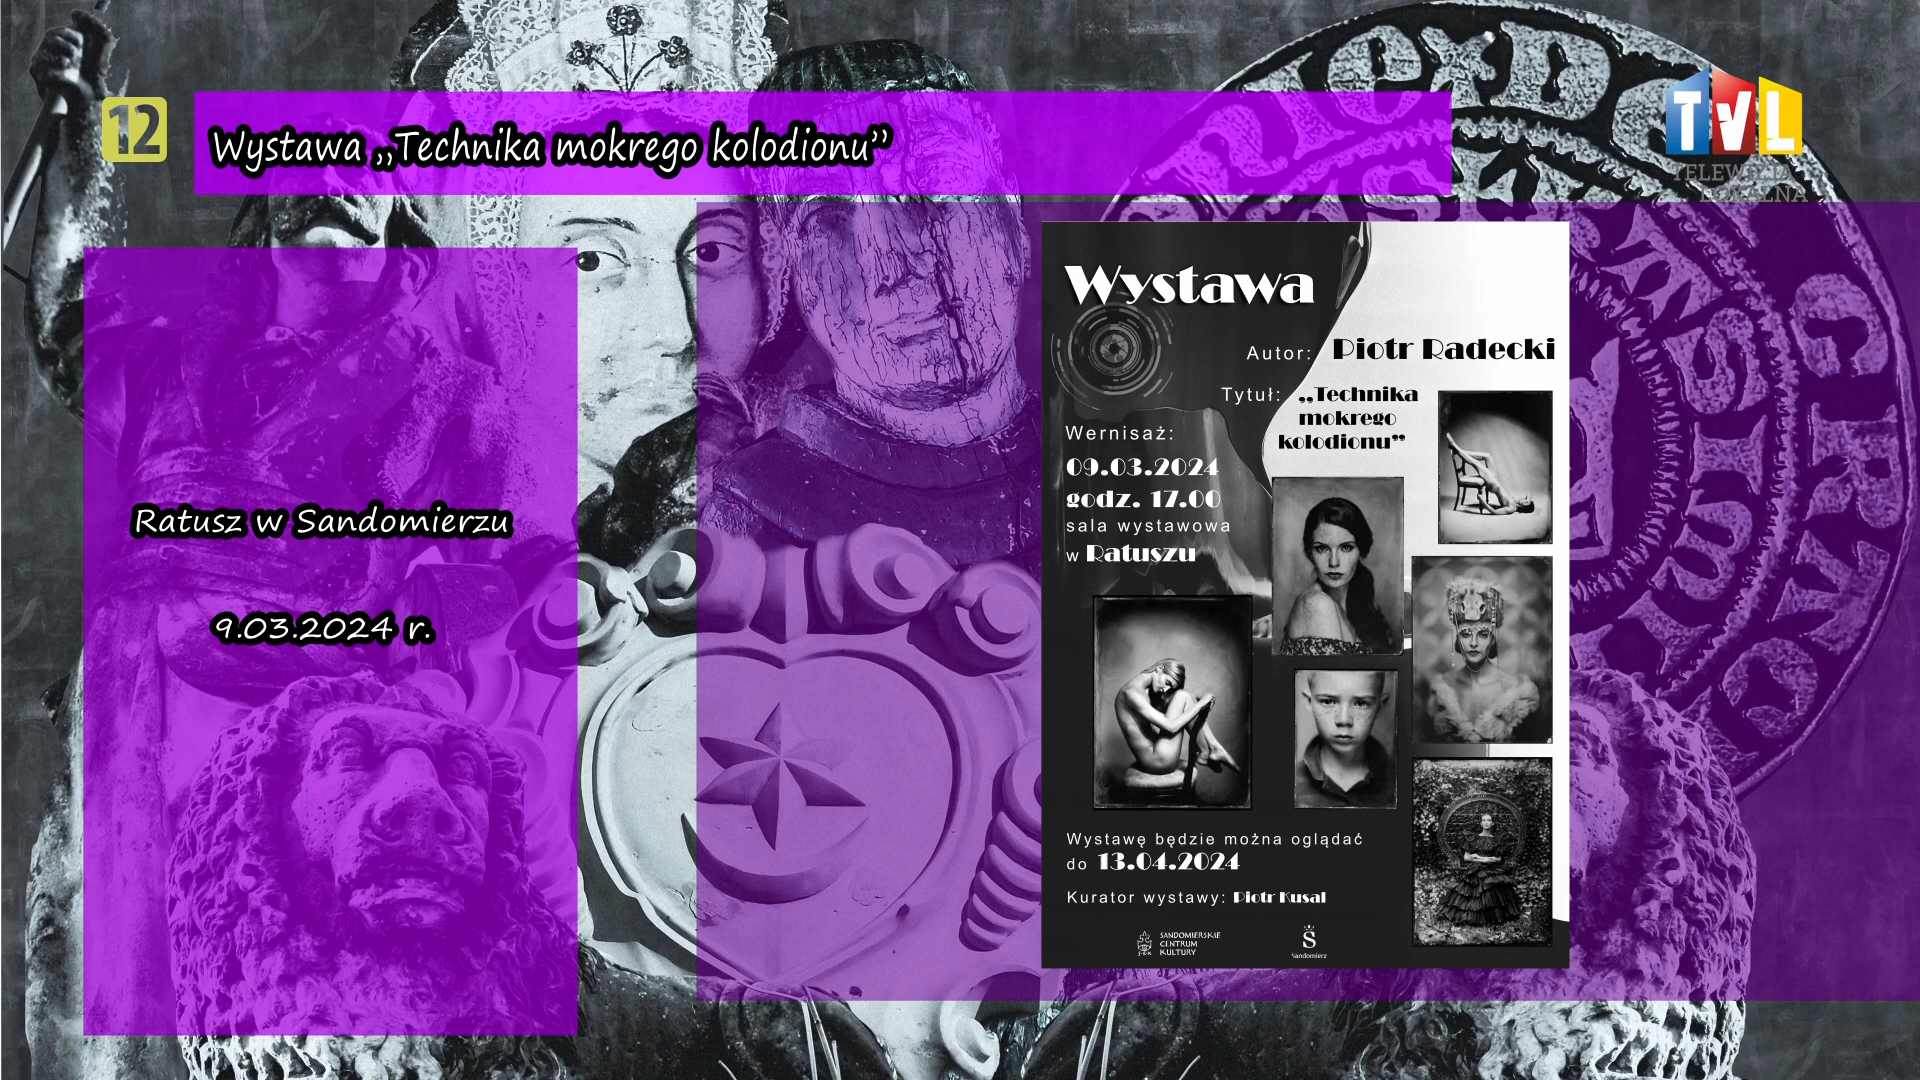 12
Wystawa „Technika mokrego kolodionu”
TVL
TELEWIZJA
LOKALNA
Ratusz w Sandomierzu
9.03.2024 r.
Wystawa
Autor: Piotr Radecki
Tytuł: „Technika
mokrego
kolodionu”
Wernisaż:
09.03.2024
godz. 17.00
sala wystawowa
w Ratuszu
Wystawę będzie można oglądać
do 13.04.2024
Kurator wystawy: Piotr Kusal
SANDOMIERSKIE
CENTRUM
KULTURY
Ś
Sandomierz